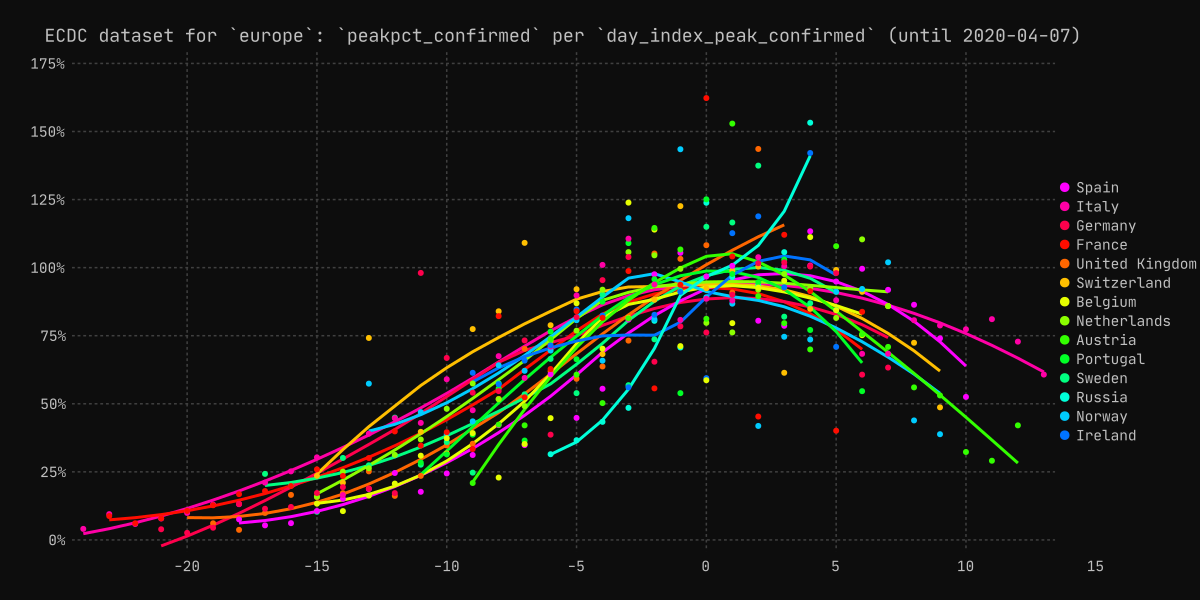 ECDC dataset for `europe`: `peakpct_confirmed` per `day_index_peak_confirmed` (until 2020-04-07)
175%
150%
125%
100%
75%
50%
25%
0%
-20
-15
-10
-5
0
5
10
15
Spain
Italy
Germany
France
United Kingdom
Switzerland
Belgium
Netherlands
Austria
Portugal
Sweden
Russia
Norway
Ireland